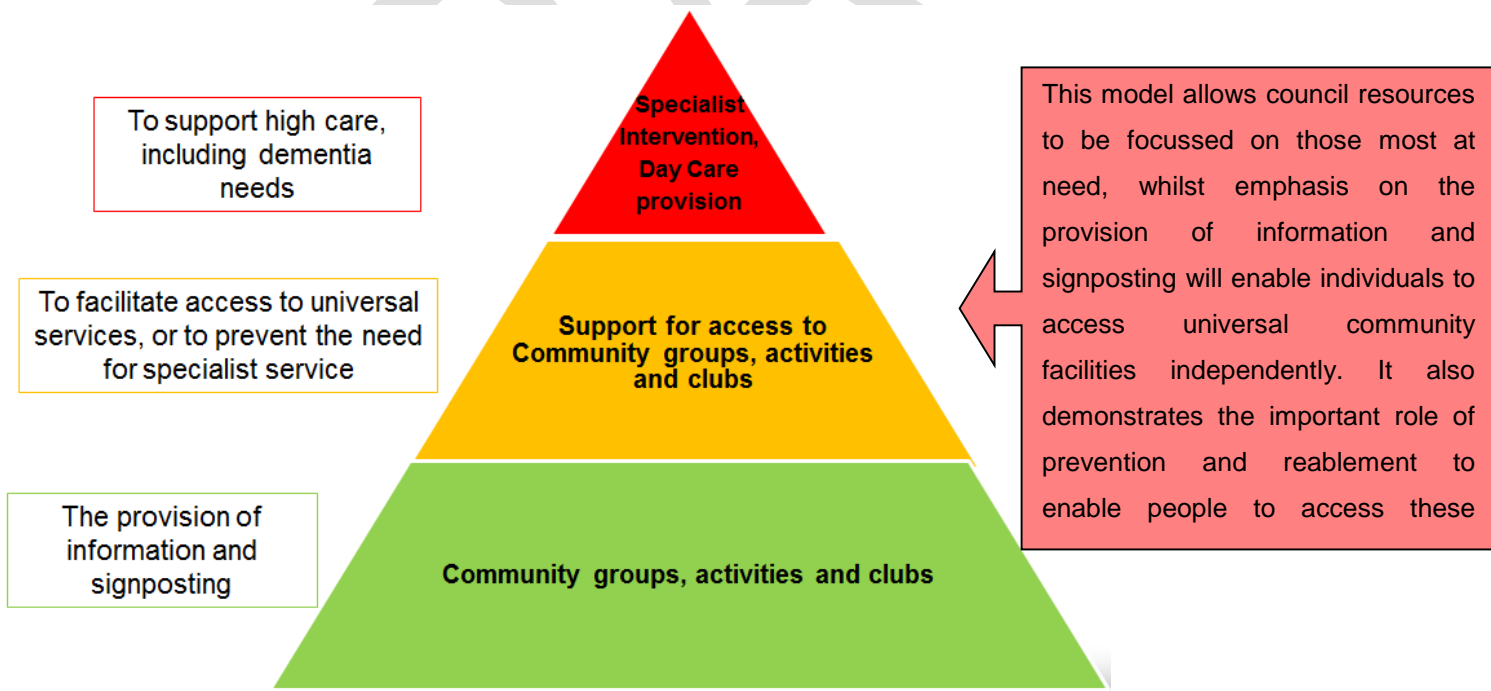 To support high care,
including dementia
needs
Specialist
Intervention,
Day Care
provision
To facilitate access to universal
services, or to prevent the need
for specialist service
Support for access to
Community groups, activities
and clubs
The provision of
information and
signposting
Community groups, activities and clubs
This model allows council resources
to be focussed on those most at
need, whilst emphasis on the
provision of information and
signposting will enable individuals to
access universal community
facilities independently. It also
demonstrates the important role of
prevention and reablement to
enable people to access these